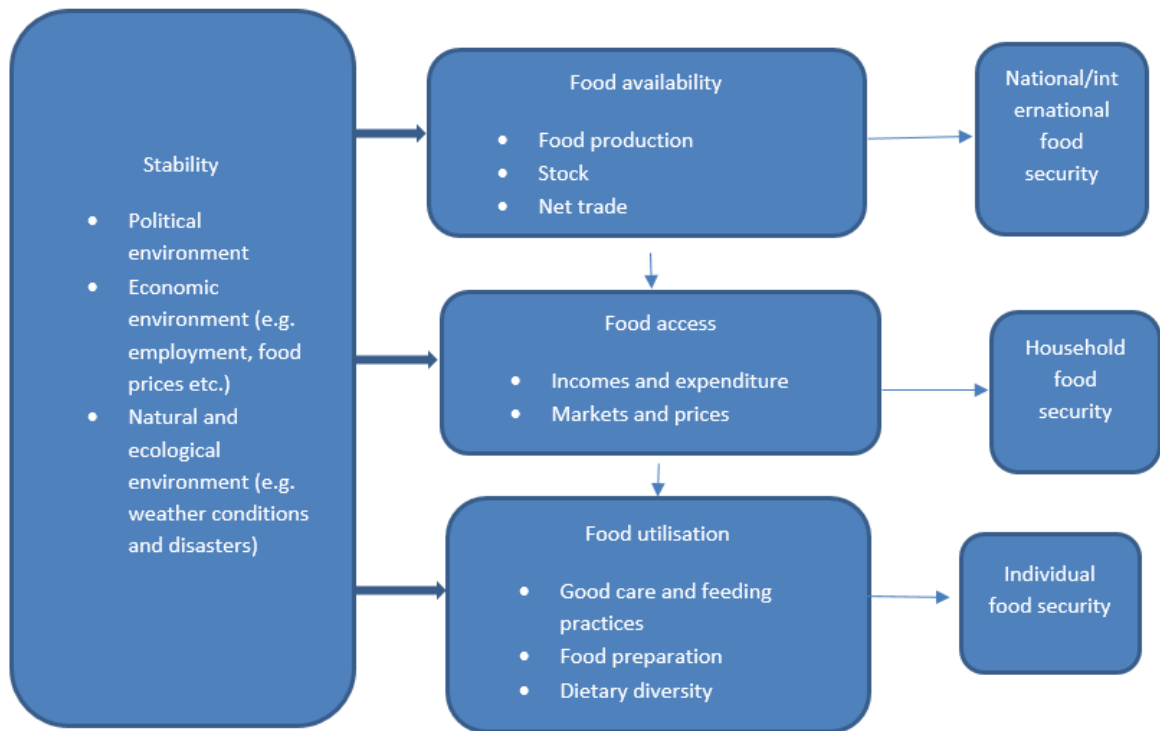 Stability
• Political
environment
• Economic
environment (e.g.
employment, food
prices etc.)
• Natural and
ecological
environment (e.g.
weather conditions
and disasters)
Food availability
• Food production
• Stock
• Net trade
National/int
ernational
food
security
Food access
• Incomes and expenditure
• Markets and prices
Household
food
security
Food utilisation
• Good care and feeding
practices
• Food preparation
• Dietary diversity
Individual
food security